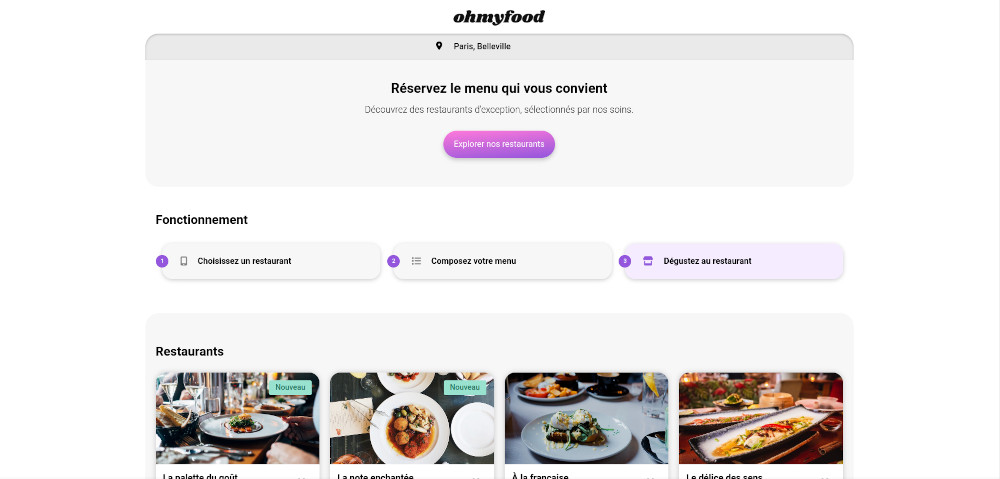 ohmyfood
Paris, Belleville
Réservez le menu qui vous convient
Découvrez des restaurants d'exception, sélectionnés par nos soins.
Explorer nos restaurants
Fonctionnement
1 Choisissez un restaurant
2 Composez votre menu
3 Dégustez au restaurant
Restaurants
Nouveau
Nouveau
La palette du goût
La note enchantée
À la française
Le délice des sens